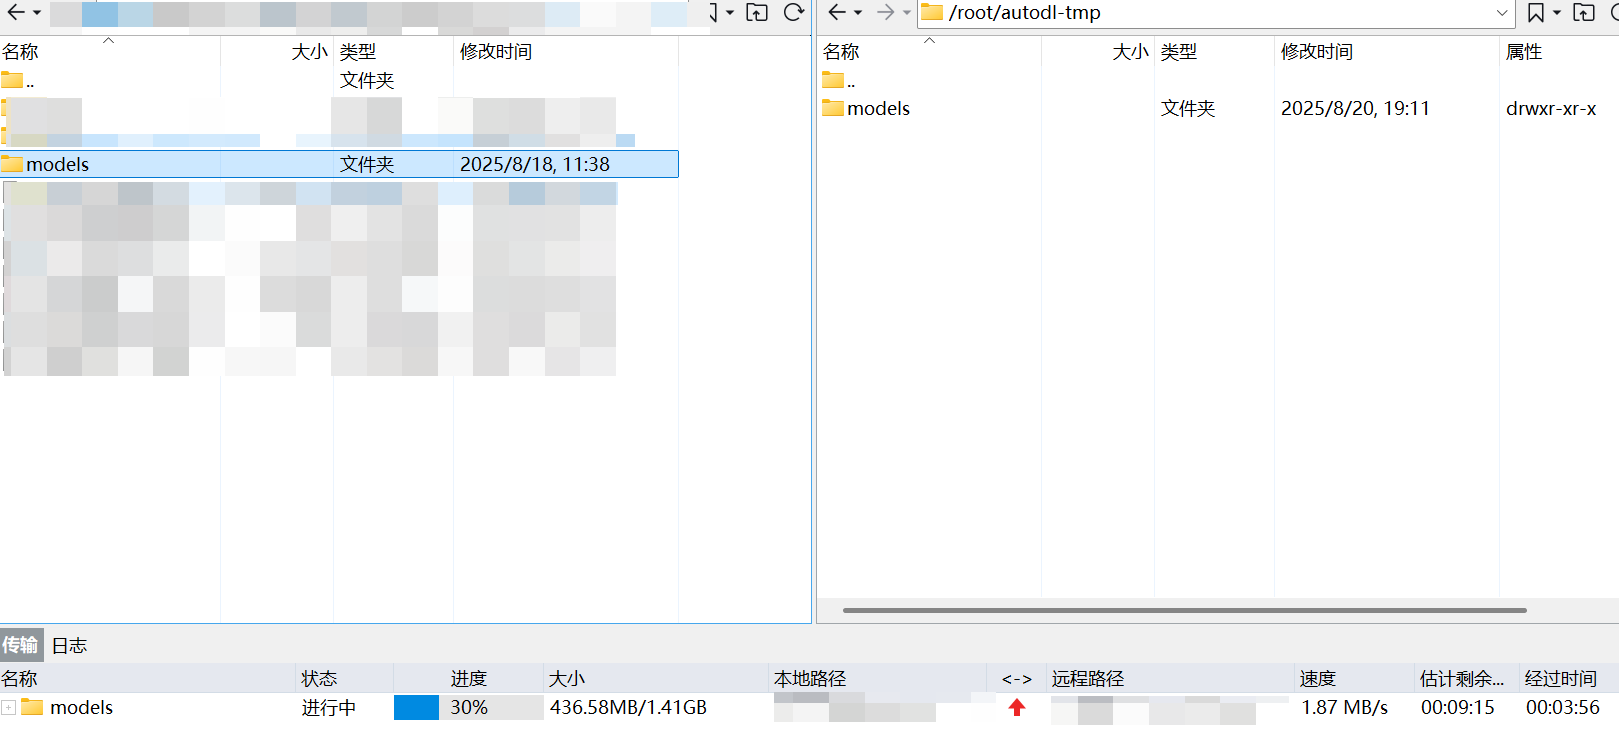 /root/autodl-tmp
名称 大小 类型 修改时间
.. 文件夹
models 文件夹 2025/8/18, 11:38
名称 大小 类型 修改时间 属性
..
models 文件夹 2025/8/20, 19:11 drwxr-xr-x
传输 日志
名称 状态 进度 大小 本地路径 <-> 远程路径 速度 估计剩余... 经过时间
models 进行中 30% 436.58MB/1.41GB 1.87 MB/s 00:09:15 00:03:56